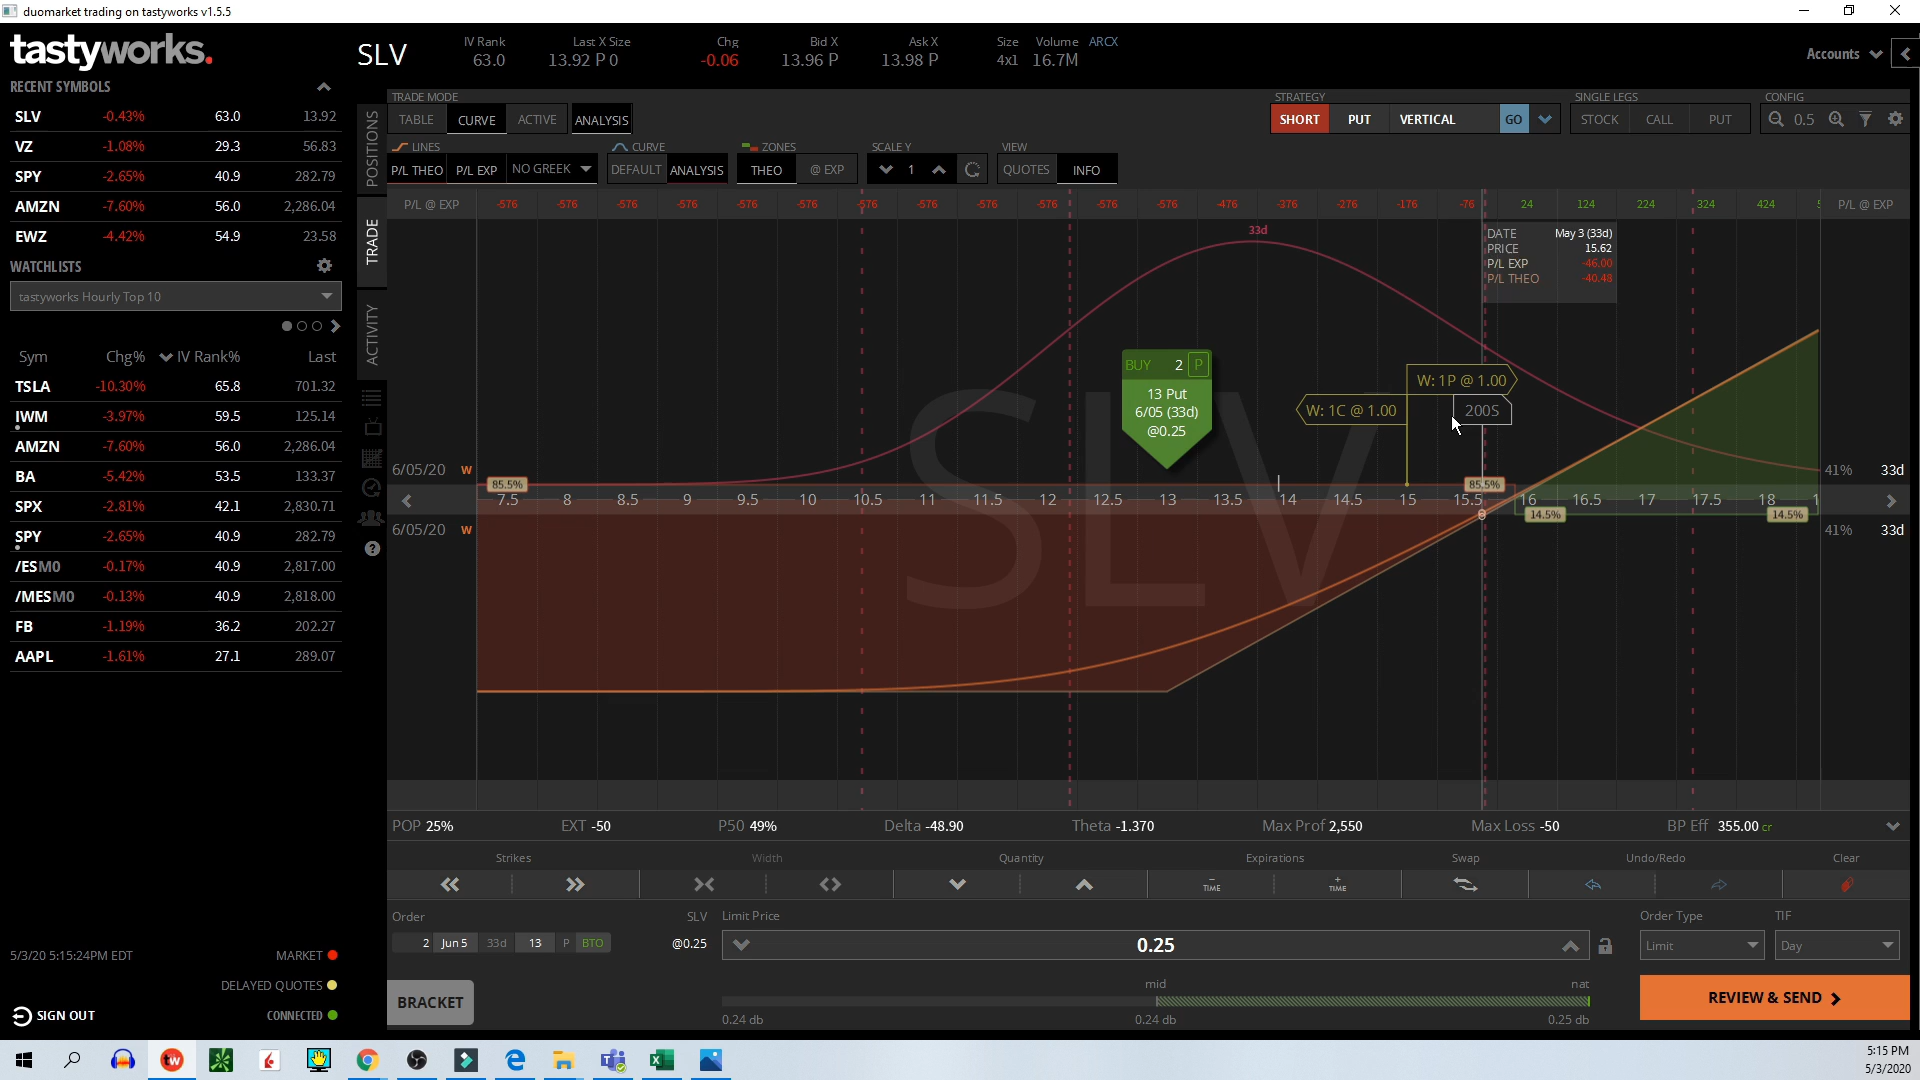 duomarket trading on tastyworks v1.5.5
tastyworks.
SLV
IV Rank
63.0
Last X Size
13.92 P 0
Chg
-0.06
Bid X
13.96 P
Ask X
13.98 P
Size
4x1
Volume
16.7M
ARCX
Accounts
RECENT SYMBOLS
SLV -0.43% 63.0 13.92
VZ -1.08% 29.3 56.83
SPY -2.65% 40.9 282.79
AMZN -7.60% 56.0 2,286.04
EWZ -4.42% 54.9 23.58
WATCHLISTS
tastyworks Hourly Top 10
Sym Chg% IV Rank% Last
TSLA -10.30% 65.8 701.32
IWM -3.97% 59.5 125.14
AMZN -7.60% 56.0 2,286.04
BA -5.42% 53.5 133.37
SPX -2.81% 42.1 2,830.71
SPY -2.65% 40.9 282.79
/ESM0 -0.17% 40.9 2,817.00
/MESM0 -0.13% 40.9 2,818.00
FB -1.19% 36.2 202.27
AAPL -1.61% 27.1 289.07
5/3/20 5:15:24PM EDT MARKET
DELAYED QUOTES
SIGN OUT CONNECTED
POSITIONS
TRADE
ACTIVITY
TRADE MODE
TABLE CURVE ACTIVE ANALYSIS
STRATEGY
SHORT PUT VERTICAL GO
SINGLE LEGS
STOCK CALL PUT
CONFIG
0.5
LINES
P/L THEO P/L EXP NO GREEK
CURVE
DEFAULT ANALYSIS
ZONES
THEO @ EXP
SCALE Y
1
VIEW
QUOTES INFO
P/L @ EXP -576 -576 -576 -576 -576 -576 -576 -576 -576 -576 -576 -576 -476 -376 -276 -176 -76 24 124 224 324 424 5 P/L @ EXP
33d
DATE May 3 (33d)
PRICE 15.62
P/L EXP -46.00
P/L THEO -40.48
BUY 2 P
13 Put
6/05 (33d)
@0.25
W: 1P @ 1.00
W: 1C @ 1.00
200S
SLV
6/05/20 W
41% 33d
85.5% 85.5%
7.5 8 8.5 9 9.5 10 10.5 11 11.5 12 12.5 13 13.5 14 14.5 15 15.5 16 16.5 17 17.5 18 1
14.5% 14.5%
6/05/20 W
41% 33d
POP 25% EXT -50 P50 49% Delta -48.90 Theta -1.370 Max Prof 2,550 Max Loss -50 BP Eff 355.00 cr
Strikes Width Quantity Expirations Swap Undo/Redo Clear
− TIME + TIME
Order SLV Limit Price Order Type TIF
2 Jun 5 33d 13 P BTO @0.25 0.25 Limit Day
BRACKET
mid nat
0.24 db 0.24 db 0.25 db
REVIEW & SEND
tw
5:15 PM
5/3/2020